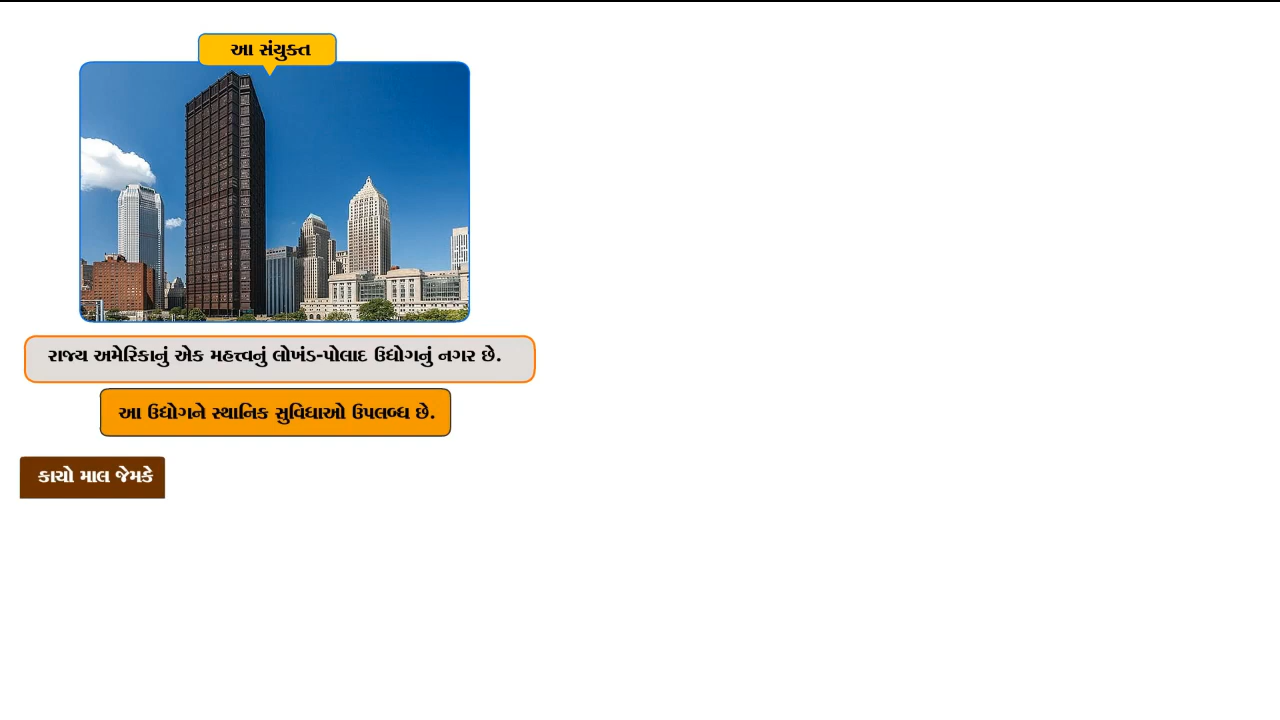 આ સંયુક્ત
રાજ્ય અમેરિકાનું એક મહત્ત્વનું લોખંડ-પોલાદ ઉદ્યોગનું નગર છે.
આ ઉદ્યોગને સ્થાનિક સુવિધાઓ ઉપલબ્ધ છે.
કાચો માલ જેમકે